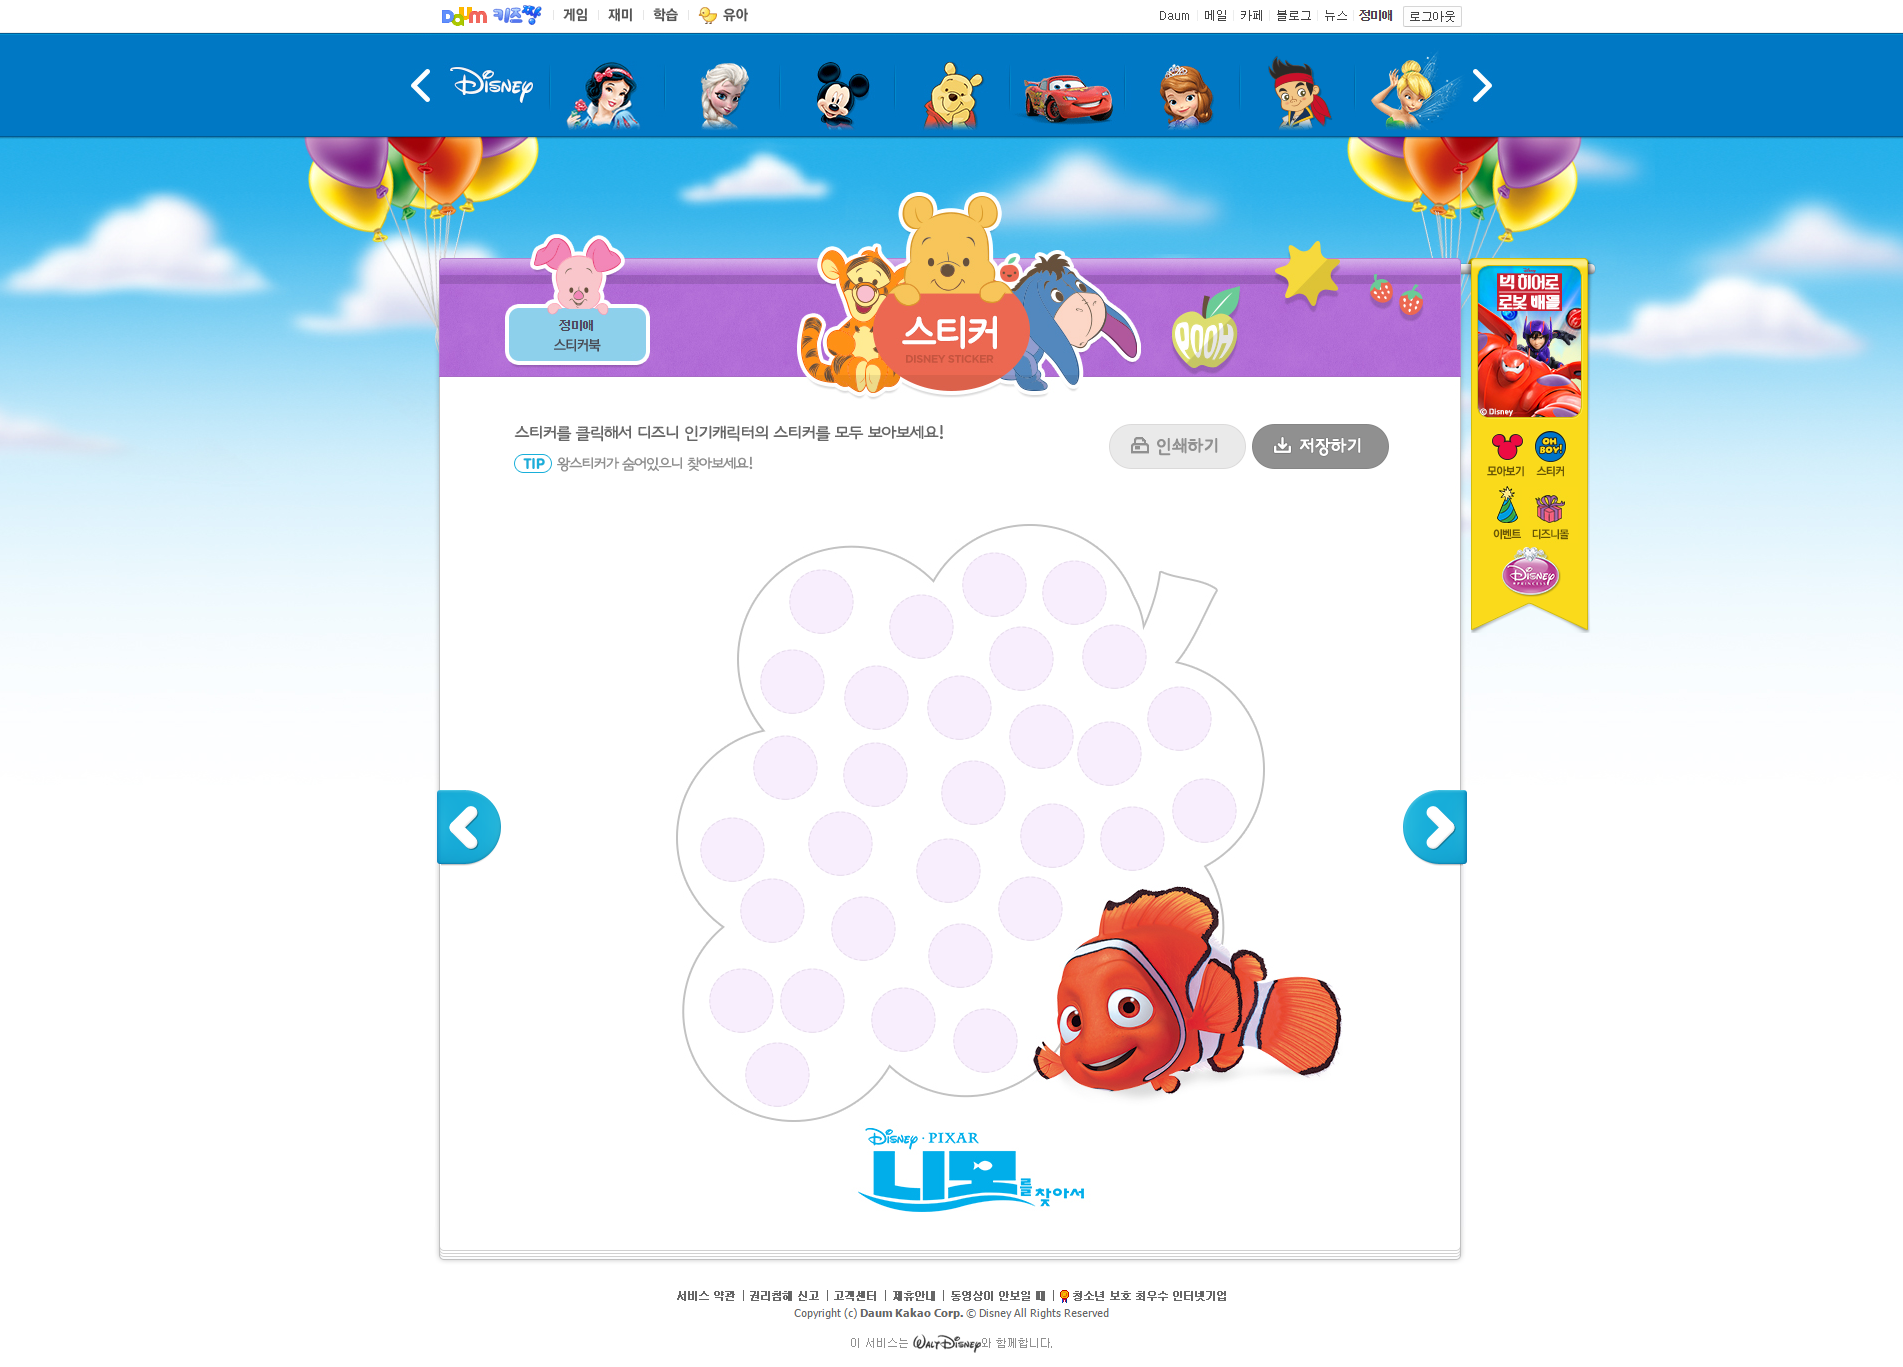 Daum 키즈짱 게임 재미 학습 유아
Daum 메일 카페 블로그 뉴스 정미애 로그아웃
Disney
정미애
스티커북
스티커
DISNEY STICKER
POOH
빅 히어로
로봇 배틀
© Disney
모아보기
OH BOY!
스티커
이벤트
디즈니몰
Disney
PRINCESS
스티커를 클릭해서 디즈니 인기캐릭터의 스티커를 모두 모아보세요!
TIP 왕스티커가 숨어있으니 찾아보세요!
인쇄하기
저장하기
Disney · PIXAR
니모를 찾아서
서비스 약관 | 권리침해 신고 | 고객센터 | 제휴안내 | 동영상이 안보일 때 | 청소년 보호 최우수 인터넷기업
Copyright (c) Daum Kakao Corp. © Disney All Rights Reserved
이 서비스는 Walt Disney와 함께합니다.